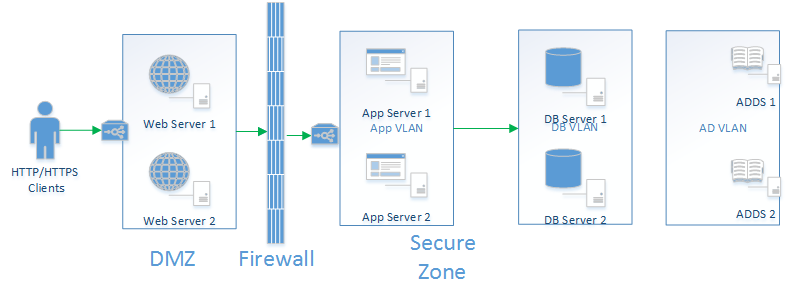 HTTP/HTTPS
Clients
Web Server 1
Web Server 2
DMZ
Firewall
App Server 1
App VLAN
App Server 2
Secure
Zone
DB Server 1
DB VLAN
DB Server 2
ADDS 1
AD VLAN
ADDS 2